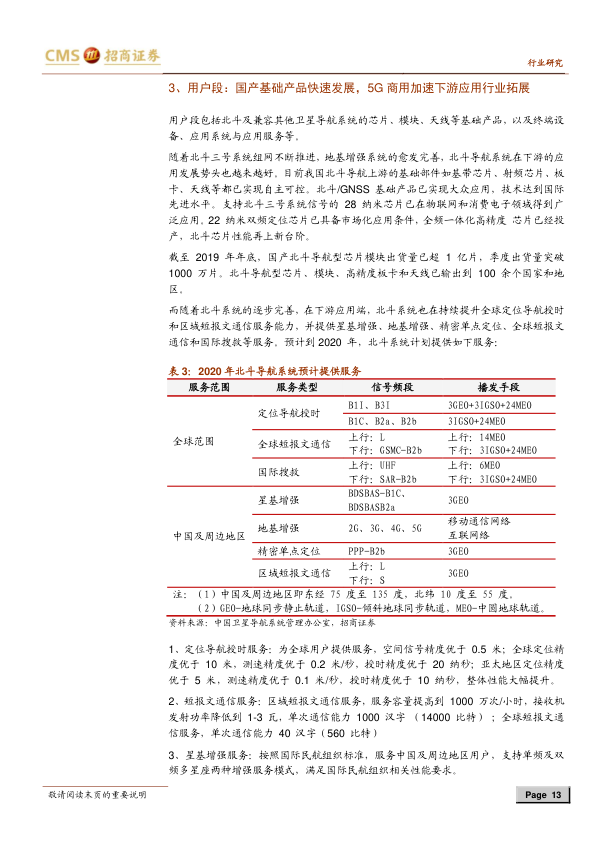 CMS 招商证券
行业研究
3、用户段：国产基础产品快速发展，5G 商用加速下游应用行业拓展
用户段包括北斗及兼容其他卫星导航系统的芯片、模块、天线等基础产品，以及终端设
备、应用系统与应用服务等。
随着北斗三号系统组网不断推进，地基增强系统的愈发完善，北斗导航系统在下游的应
用发展势头也越来越好。目前我国北斗导航上游的基础部件如基带芯片、射频芯片、板
卡、天线等都已实现自主可控。北斗/GNSS 基础产品已实现大众应用，技术达到国际
先进水平。支持北斗三号系统信号的 28 纳米芯片已在物联网和消费电子领域得到广
泛应用。22 纳米双频定位芯片已具备市场化应用条件，全频一体化高精度 芯片已经投
产，北斗芯片性能再上新台阶。
截至 2019 年年底，国产北斗导航型芯片模块出货量已超 1 亿片，季度出货量突破
1000 万片。北斗导航型芯片、模块、高精度板卡和天线已输出到 100 余个国家和地
区。
而随着北斗系统的逐步完善，在下游应用端，北斗系统也在持续提升全球定位导航授时
和区域短报文通信服务能力，并提供星基增强、地基增强、精密单点定位、全球短报文
通信和国际搜救等服务。预计到 2020 年，北斗系统计划提供如下服务：
表 3：2020 年北斗导航系统预计提供服务
服务范围 服务类型 信号频段 播发手段
全球范围 定位导航授时 B1I、B3I 3GEO+3IGSO+24MEO
B1C、B2a、B2b 3IGSO+24MEO
全球短报文通信 上行：L 上行：14MEO
下行：GSMC-B2b 下行：3IGSO+24MEO
国际搜救 上行：UHF 上行：6MEO
下行：SAR-B2b 下行：3IGSO+24MEO
中国及周边地区 星基增强 BDSBAS-B1C、 3GEO
BDSBASB2a
地基增强 2G、3G、4G、5G 移动通信网络
互联网络
精密单点定位 PPP-B2b 3GEO
区域短报文通信 上行：L 3GEO
下行：S
注：（1）中国及周边地区即东经 75 度至 135 度，北纬 10 度至 55 度。
（2）GEO-地球同步静止轨道，IGSO-倾斜地球同步轨道，MEO-中圆地球轨道。
资料来源：中国卫星导航系统管理办公室，招商证券
1、定位导航授时服务：为全球用户提供服务，空间信号精度优于 0.5 米；全球定位精
度优于 10 米，测速精度优于 0.2 米/秒，授时精度优于 20 纳秒；亚太地区定位精度
优于 5 米，测速精度优于 0.1 米/秒，授时精度优于 10 纳秒，整体性能大幅提升。
2、短报文通信服务：区域短报文通信服务，服务容量提高到 1000 万次/小时，接收机
发射功率降低到 1-3 瓦，单次通信能力 1000 汉字 （14000 比特） ；全球短报文通
信服务，单次通信能力 40 汉字（560 比特）
3、星基增强服务：按照国际民航组织标准，服务中国及周边地区用户，支持单频及双
频多星座两种增强服务模式，满足国际民航组织相关性能要求。
敬请阅读末页的重要说明
Page 13